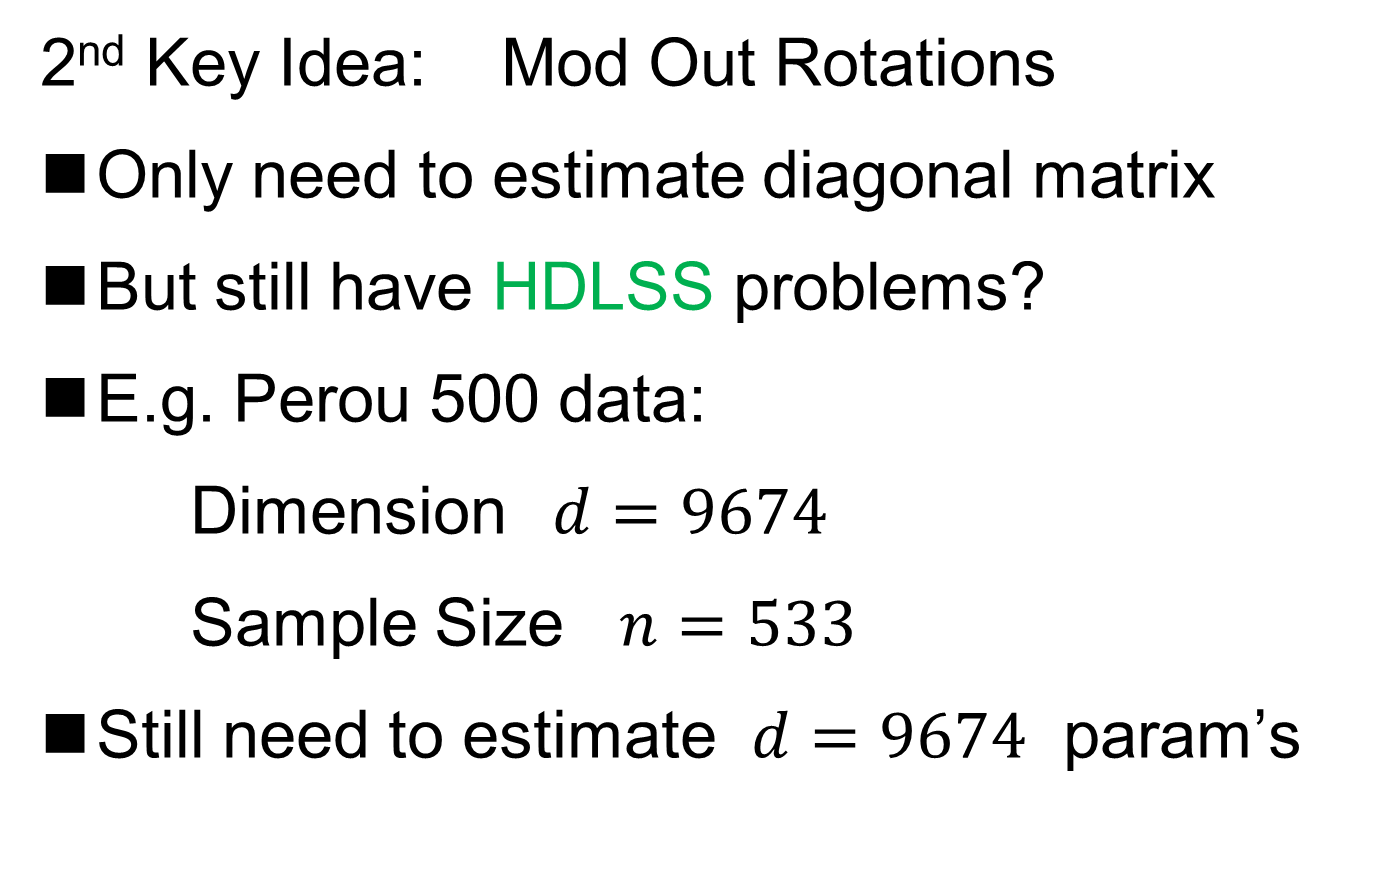 2nd Key Idea: Mod Out Rotations
■ Only need to estimate diagonal matrix
■ But still have HDLSS problems?
■ E.g. Perou 500 data:
Dimension d = 9674
Sample Size n = 533
■ Still need to estimate d = 9674 param’s